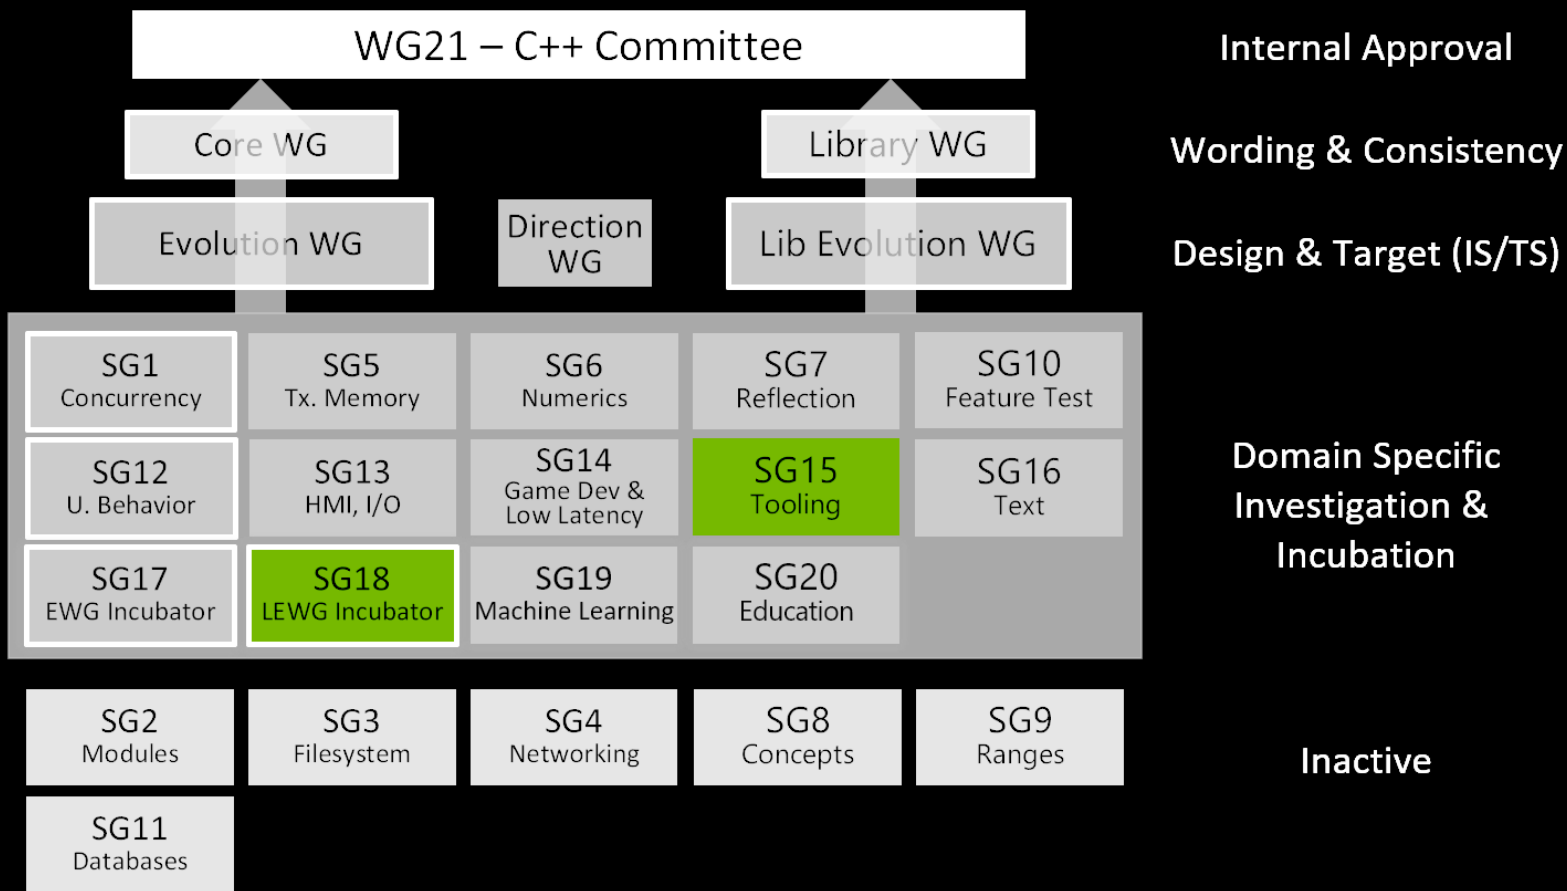 WG21 – C++ Committee
Internal Approval
Core WG
Library WG
Wording & Consistency
Evolution WG
Direction
WG
Lib Evolution WG
Design & Target (IS/TS)
SG1
Concurrency
SG5
Tx. Memory
SG6
Numerics
SG7
Reflection
SG10
Feature Test
SG12
U. Behavior
SG13
HMI, I/O
SG14
Game Dev &
Low Latency
SG15
Tooling
SG16
Text
SG17
EWG Incubator
SG18
LEWG Incubator
SG19
Machine Learning
SG20
Education
Domain Specific
Investigation &
Incubation
SG2
Modules
SG3
Filesystem
SG4
Networking
SG8
Concepts
SG9
Ranges
SG11
Databases
Inactive